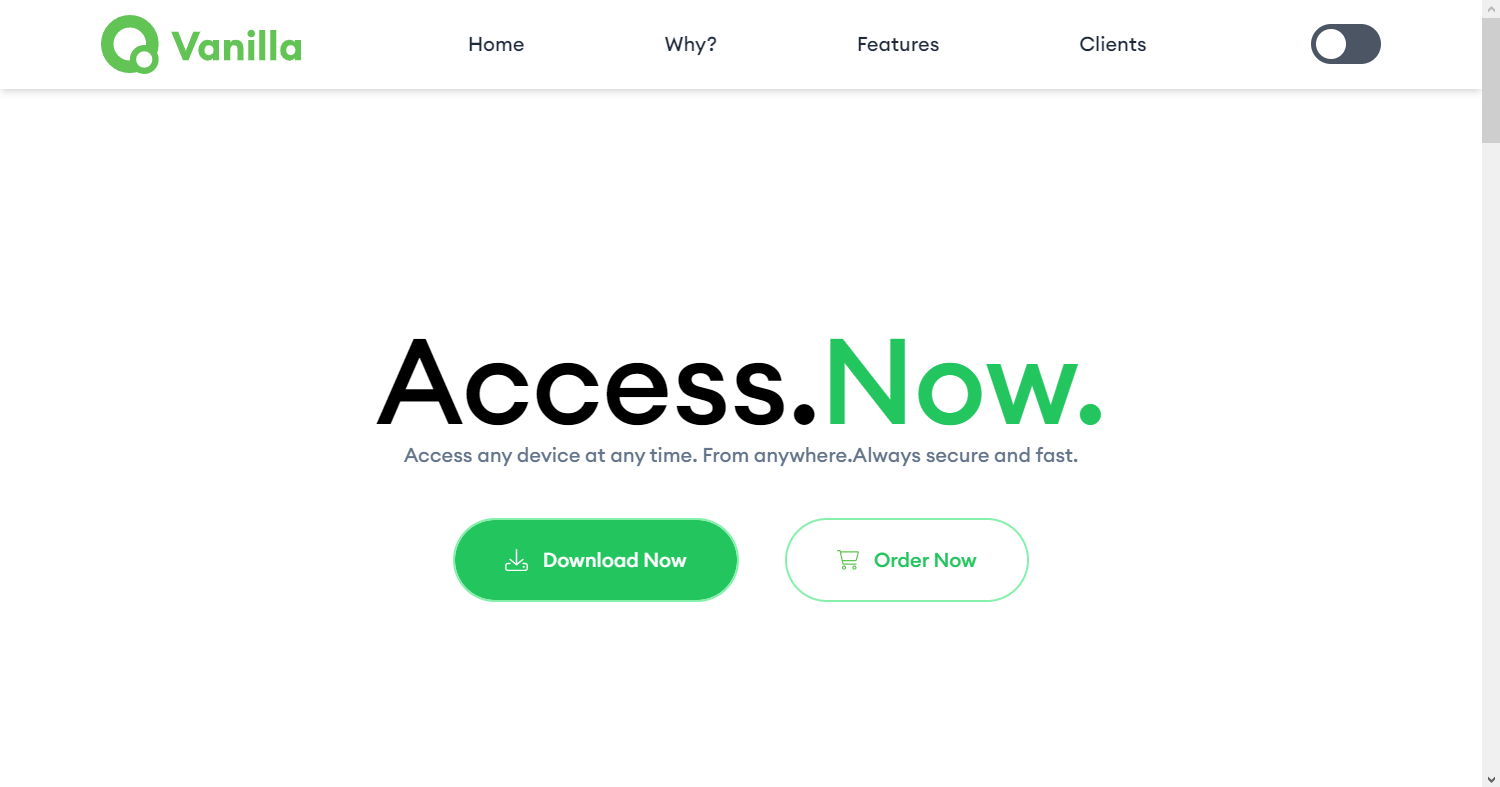 Vanilla Home Why? Features Clients
Access.Now.
Access any device at any time. From anywhere.Always secure and fast.
Download Now Order Now